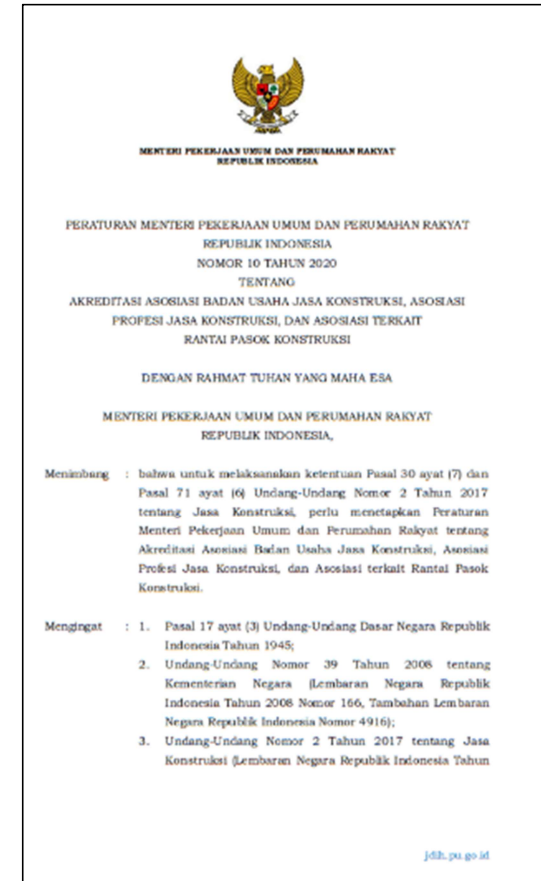 MENTERI PEKERJAAN UMUM DAN PERUMAHAN RAKYAT
REPUBLIK INDONESIA
PERATURAN MENTERI PEKERJAAN UMUM DAN PERUMAHAN RAKYAT
REPUBLIK INDONESIA
NOMOR 10 TAHUN 2020
TENTANG
AKREDITASI ASOSIASI BADAN USAHA JASA KONSTRUKSI, ASOSIASI
PROFESI JASA KONSTRUKSI, DAN ASOSIASI TERKAIT
RANTAI PASOK KONSTRUKSI
DENGAN RAHMAT TUHAN YANG MAHA ESA
MENTERI PEKERJAAN UMUM DAN PERUMAHAN RAKYAT
REPUBLIK INDONESIA,
Menimbang : bahwa untuk melaksanakan ketentuan Pasal 30 ayat (7) dan
Pasal 71 ayat (6) Undang-Undang Nomor 2 Tahun 2017
tentang Jasa Konstruksi, perlu menetapkan Peraturan
Menteri Pekerjaan Umum dan Perumahan Rakyat tentang
Akreditasi Asosiasi Badan Usaha Jasa Konstruksi, Asosiasi
Profesi Jasa Konstruksi, dan Asosiasi terkait Rantai Pasok
Konstruksi.
Mengingat : 1. Pasal 17 ayat (3) Undang-Undang Dasar Negara Republik
Indonesia Tahun 1945;
2. Undang-Undang Nomor 39 Tahun 2008 tentang
Kementerian Negara (Lembaran Negara Republik
Indonesia Tahun 2008 Nomor 166, Tambahan Lembaran
Negara Republik Indonesia Nomor 4916);
3. Undang-Undang Nomor 2 Tahun 2017 tentang Jasa
Konstruksi (Lembaran Negara Republik Indonesia Tahun
jdih.pu.go.id